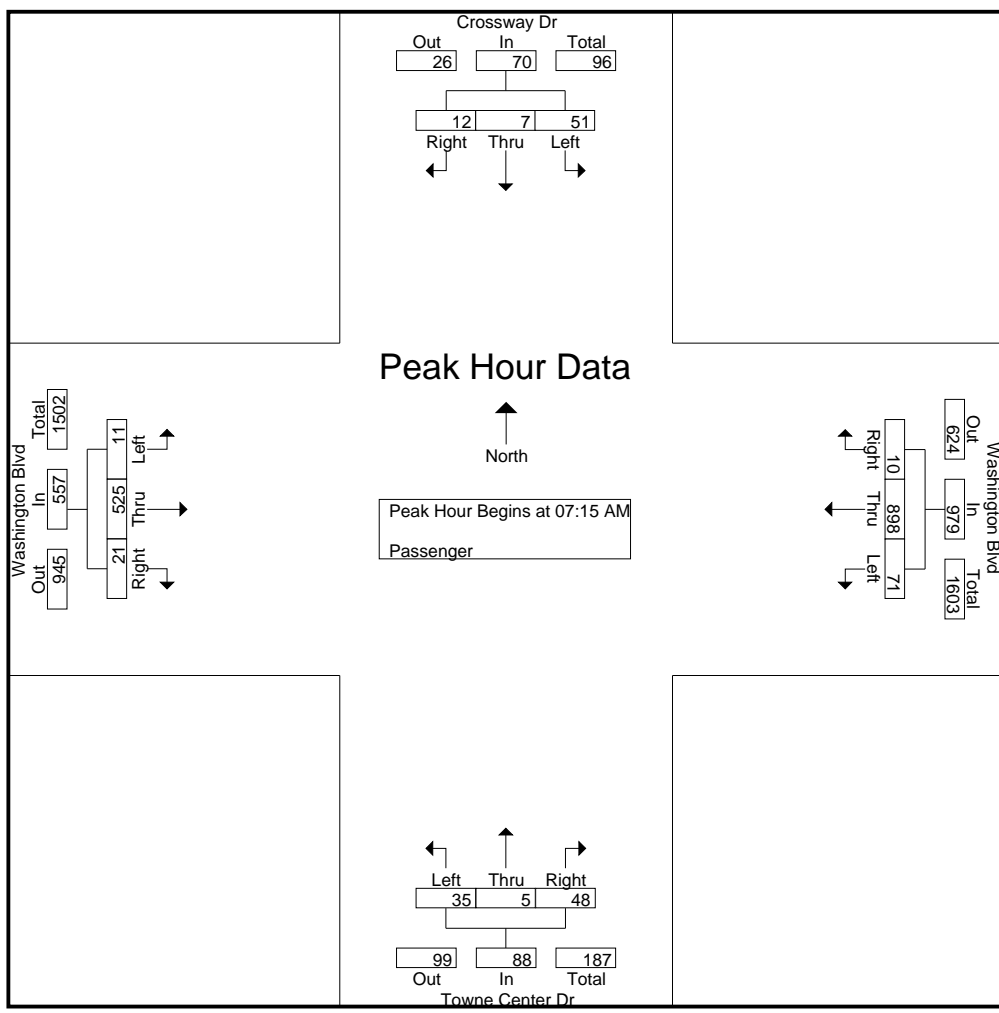 Crossway Dr
Out In Total
26 70 96
12 7 51
Right Thru Left
Peak Hour Data
North
Peak Hour Begins at 07:15 AM
Passenger
Washington Blvd
Total In Out
1502 557 945
11 525 21
Left Thru Right
Right Thru Left
10 898 71
624 979 1603
Out In Total
Washington Blvd
Left Thru Right
35 5 48
99 88 187
Out In Total
Towne Center Dr